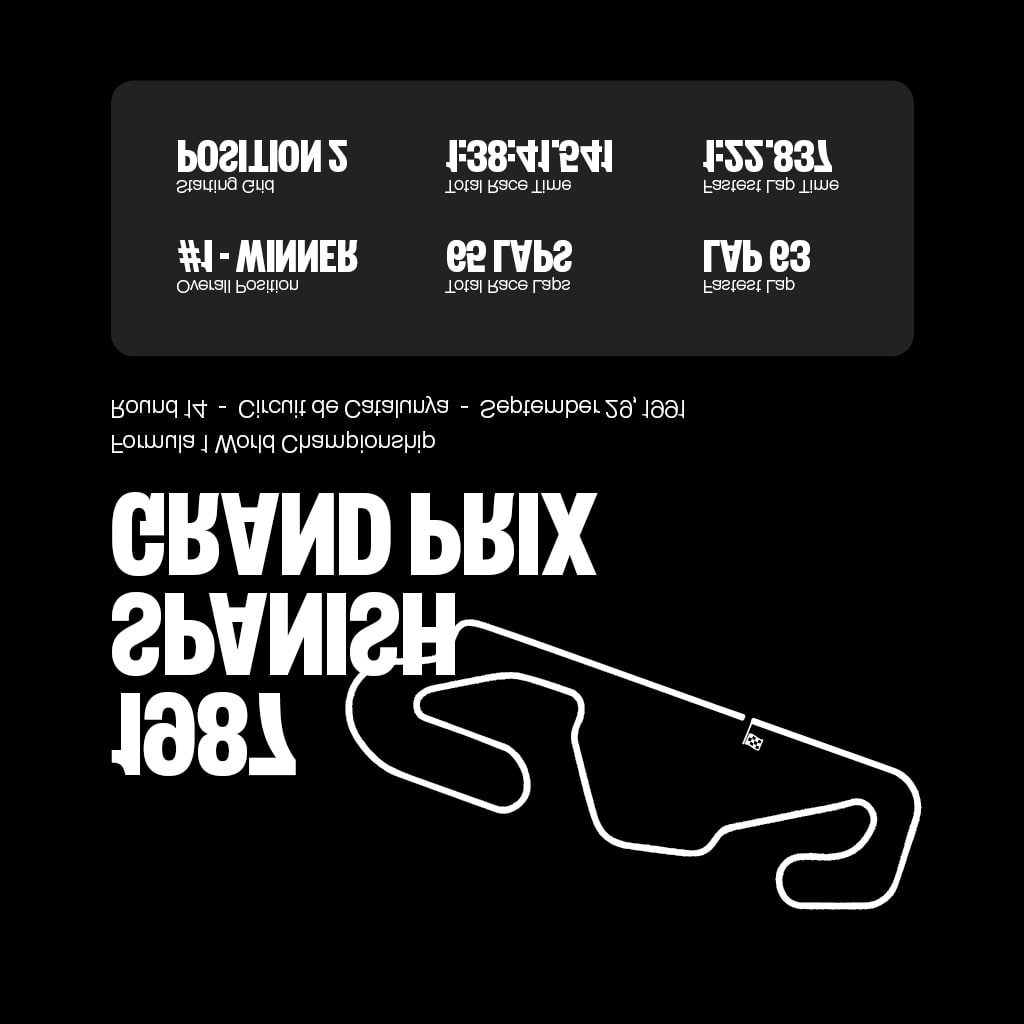 1987
SPANISH
GRAND PRIX
Formula 1 World Championship
Round 14 - Circuit de Catalunya - September 29, 1991
Overall Position
#1 - WINNER
Total Race Laps
65 LAPS
Fastest Lap
LAP 63
Starting Grid
POSITION 2
Total Race Time
1:38:41.541
Fastest Lap Time
1:22.837